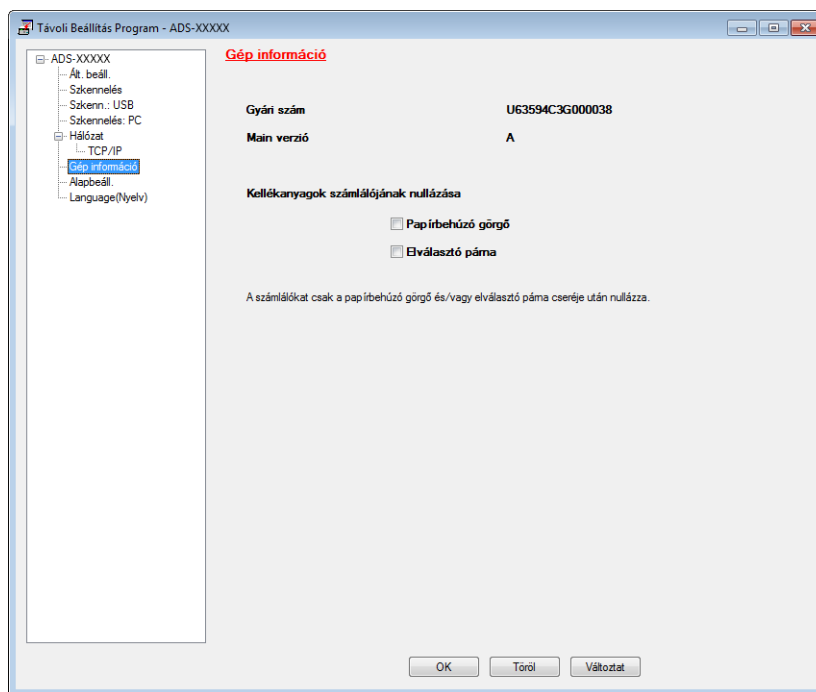 Távoli Beállítás Program - ADS-XXXXX
ADS-XXXXX
Ált. beáll.
Szkennelés
Szkenn.: USB
Szkennelés: PC
Hálózat
TCP/IP
Gép információ
Alapbeáll.
Language(Nyelv)
Gép információ
Gyári szám U63594C3G000038
Main verzió A
Kellékanyagok számlálójának nullázása
Papírbehúzó görgő
Elválasztó párna
A számlálókat csak a papírbehúzó görgő és/vagy elválasztó párna cseréje után nullázza.
OK Töröl Változtat